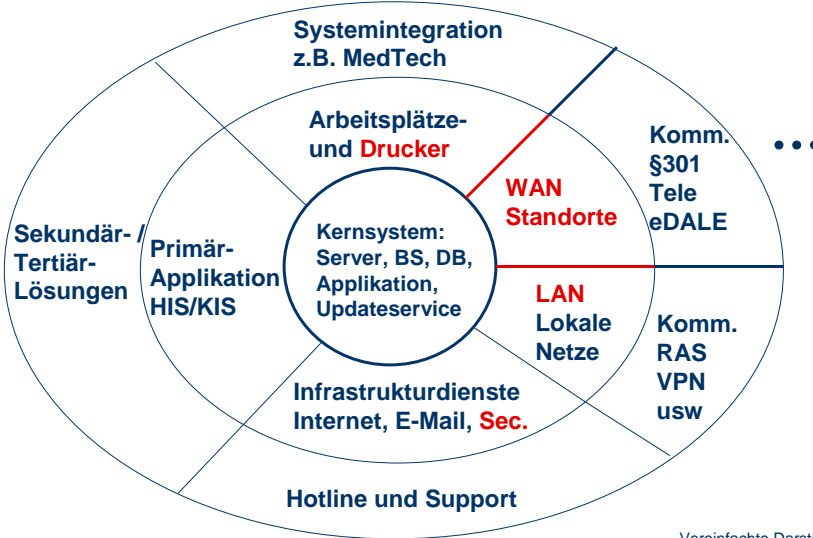 Systemintegration
z.B. MedTech
Arbeitsplätze-
und Drucker
Komm.
§301
Tele
eDALE
WAN
Standorte
Sekundär- /
Tertiär-
Lösungen
Primär-
Applikation
HIS/KIS
Kernsystem:
Server, BS, DB,
Applikation,
Updateservice
LAN
Lokale
Netze
Komm.
RAS
VPN
usw
Infrastrukturdienste
Internet, E-Mail, Sec.
Hotline und Support
Vereinfachte